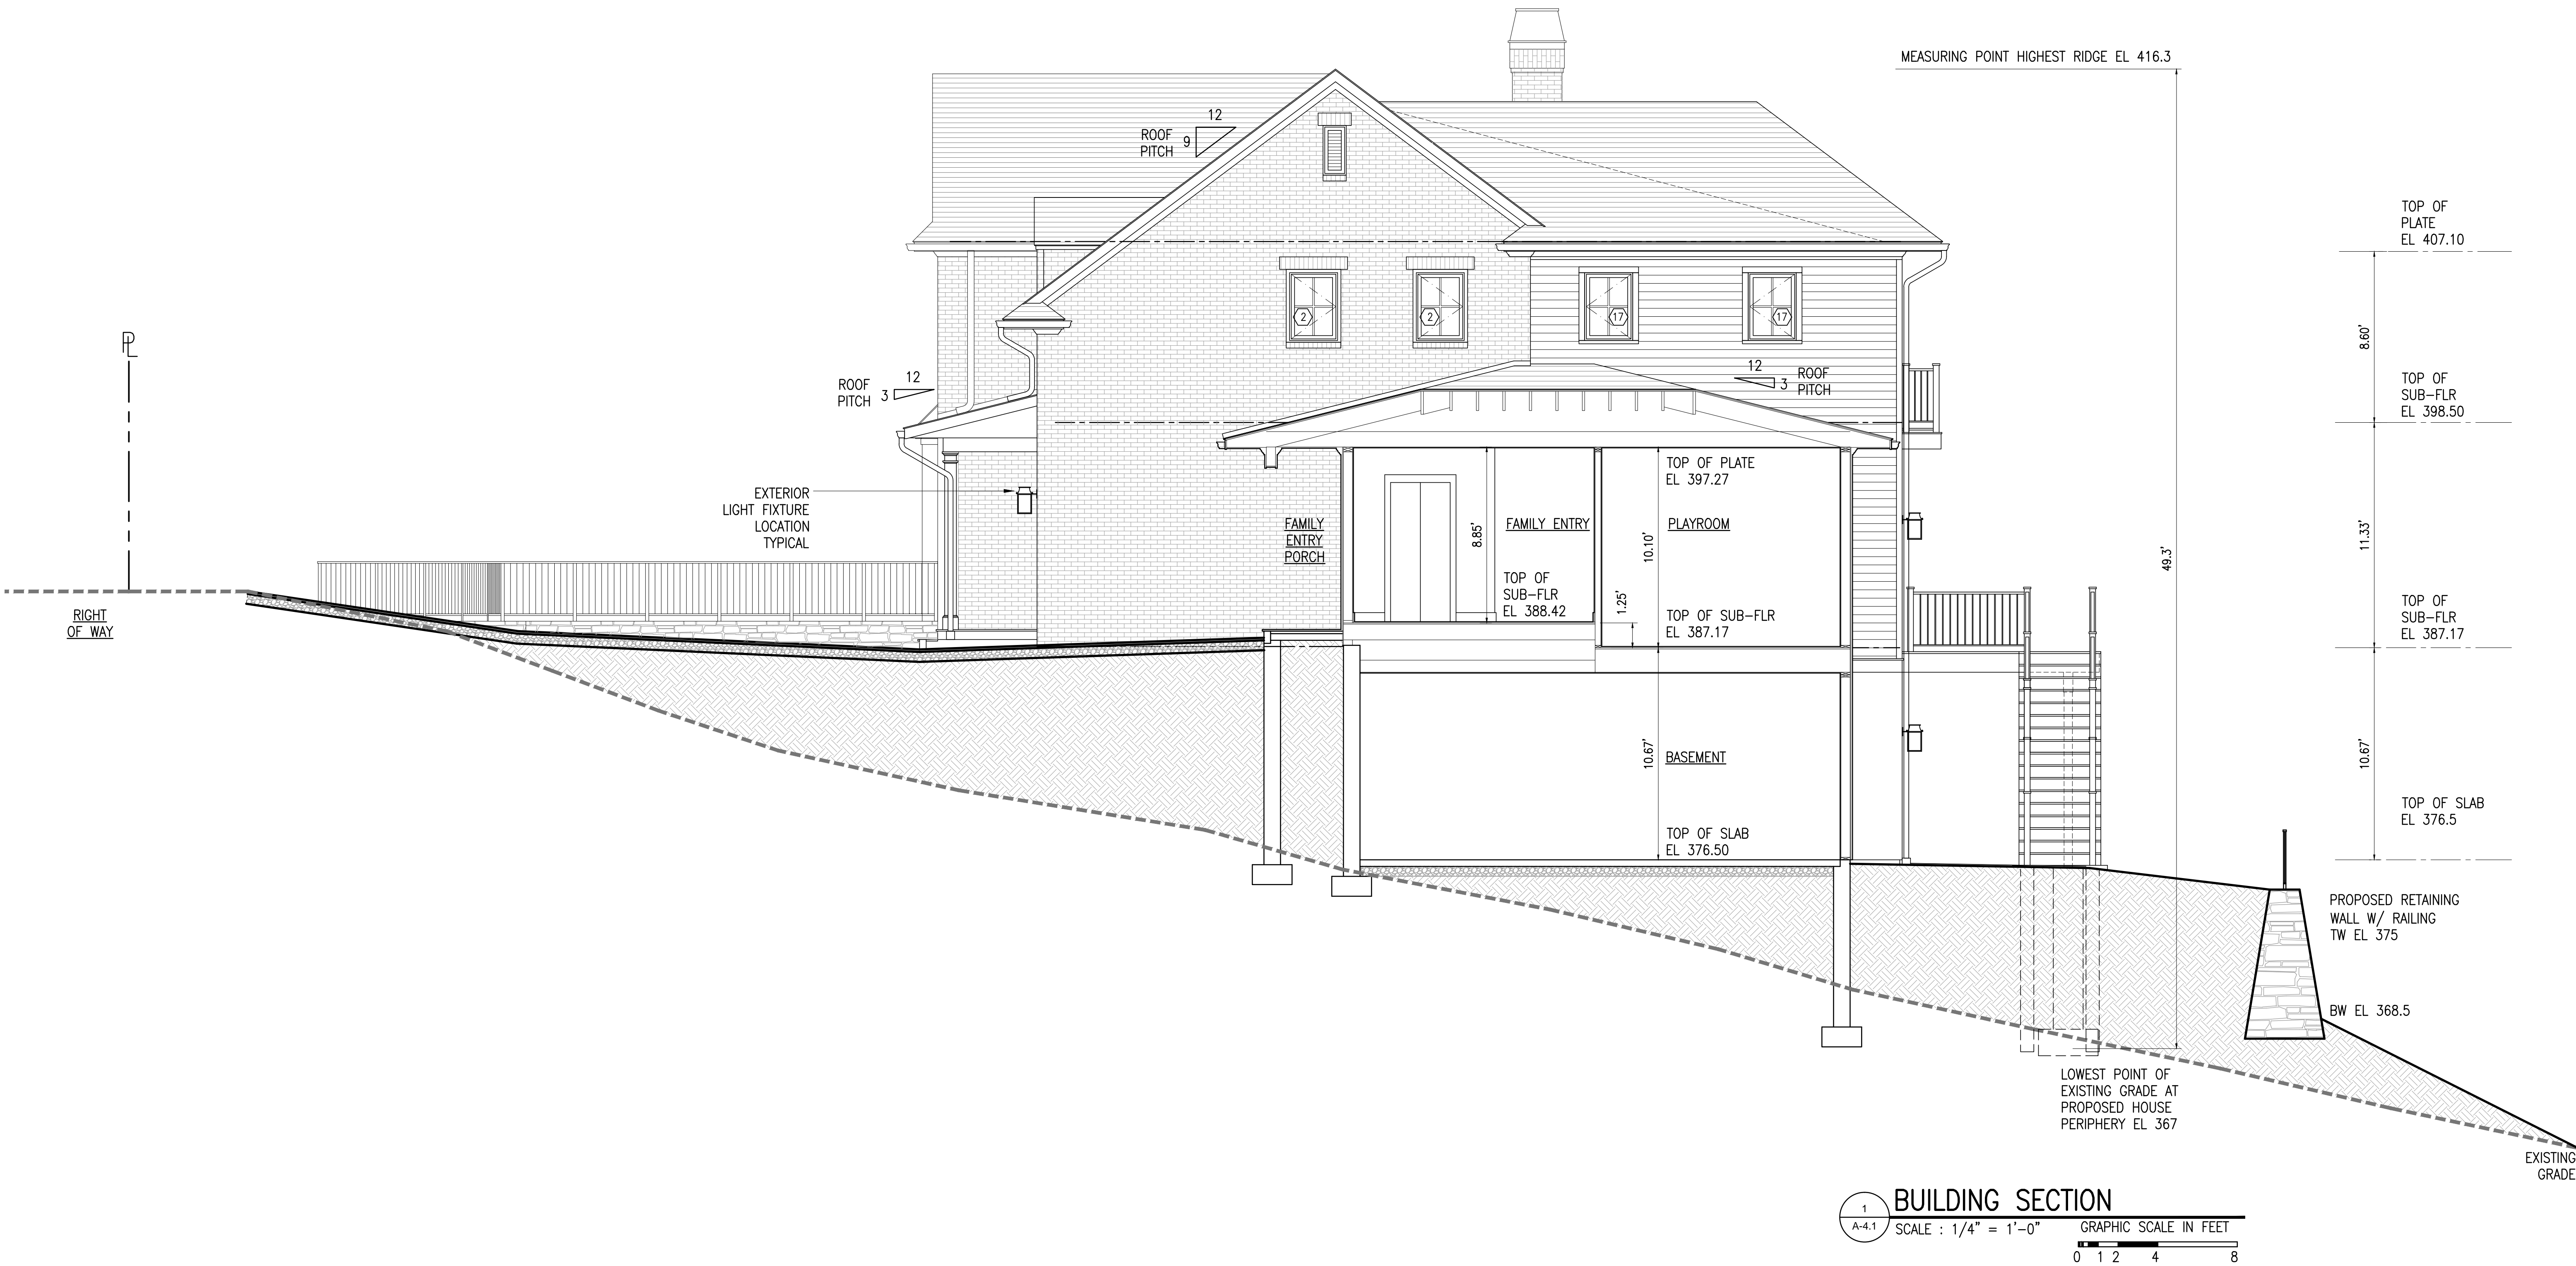 MEASURING POINT HIGHEST RIDGE EL 416.3
12
ROOF
PITCH
9
TOP OF
PLATE
EL 407.10
8.60'
2
2
17
17
12
ROOF
PITCH
3
12
3
ROOF
PITCH
TOP OF
SUB-FLR
EL 398.50
PL
RIGHT
OF WAY
EXTERIOR
LIGHT FIXTURE
LOCATION
TYPICAL
FAMILY
ENTRY
PORCH
8.85'
FAMILY ENTRY
TOP OF
SUB-FLR
EL 388.42
1.25'
TOP OF PLATE
EL 397.27
PLAYROOM
10.10'
TOP OF SUB-FLR
EL 387.17
49.3'
11.33'
TOP OF
SUB-FLR
EL 387.17
10.67'
BASEMENT
TOP OF SLAB
EL 376.50
10.67'
TOP OF SLAB
EL 376.5
PROPOSED RETAINING
WALL W/ RAILING
TW EL 375
BW EL 368.5
LOWEST POINT OF
EXISTING GRADE AT
PROPOSED HOUSE
PERIPHERY EL 367
EXISTING
GRADE
1
A-4.1
BUILDING SECTION
SCALE : 1/4" = 1'-0"
GRAPHIC SCALE IN FEET
0 1 2 4 8